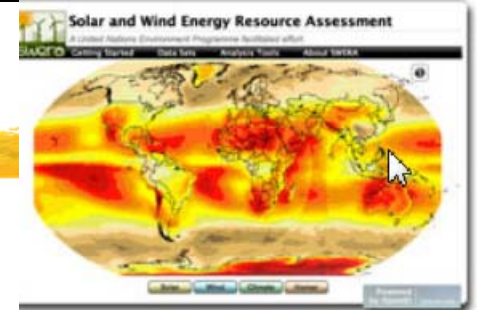 Solar and Wind Energy Resource Assessment
A United Nations Environment Programme facilitated effort
SWERA
Getting Started Data Sets Analysis Tools About SWERA
Solar Wind Climate
Powered